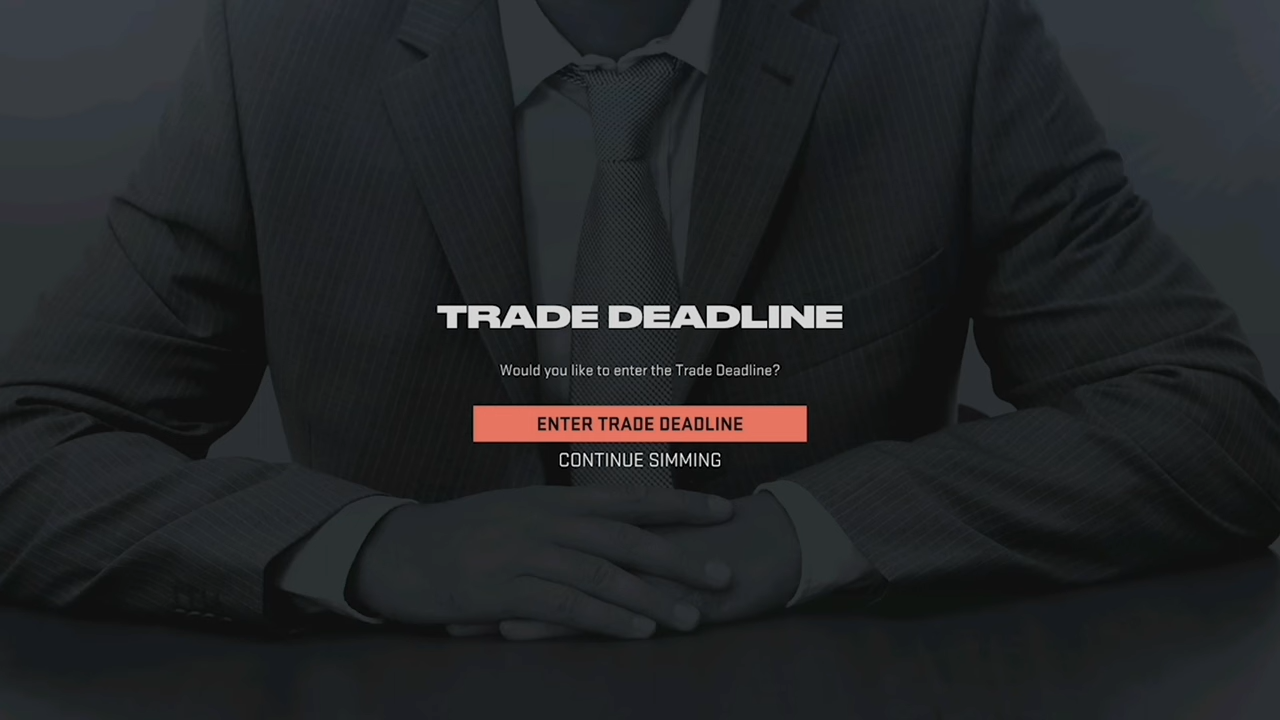 TRADE DEADLINE
Would you like to enter the Trade Deadline?
ENTER TRADE DEADLINE
CONTINUE SIMMING